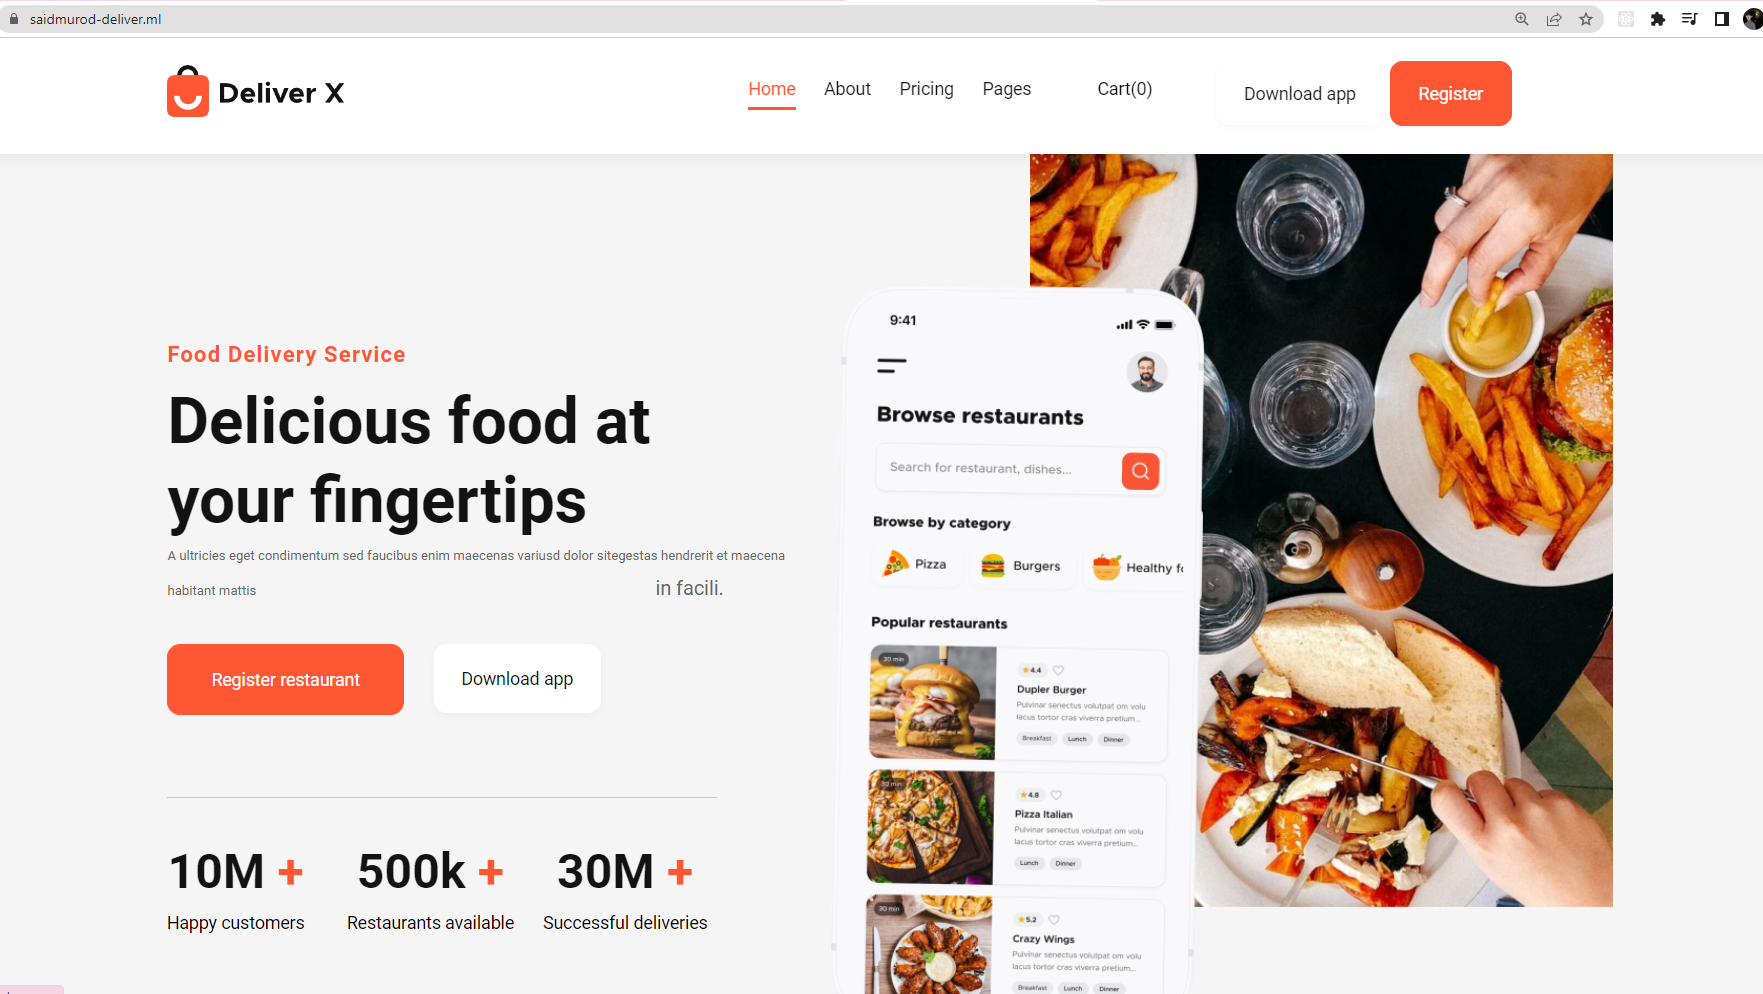 saidmurod-deliver.ml
Deliver X
Home About Pricing Pages Cart(0) Download app Register
Food Delivery Service
Delicious food at
your fingertips
A ultricies eget condimentum sed faucibus enim maecenas variusd dolor sitegestas hendrerit et maecena
habitant mattis in facili.
Register restaurant Download app
10M + 500k + 30M +
Happy customers Restaurants available Successful deliveries
9:41
Browse restaurants
Search for restaurant, dishes...
Browse by category
Pizza Burgers Healthy fo
Popular restaurants
30 min
4.4
Dupler Burger
Pulvinar senectus volutpat om volu
lacus tortor cras viverra pretium...
Breakfast Lunch Dinner
30 min
4.8
Pizza Italian
Pulvinar senectus volutpat om volu
lacus tortor cras viverra pretium...
Lunch Dinner
30 min
5.2
Crazy Wings
Pulvinar senectus volutpat om volu
lacus tortor cras viverra pretium...
Breakfast Lunch Dinner